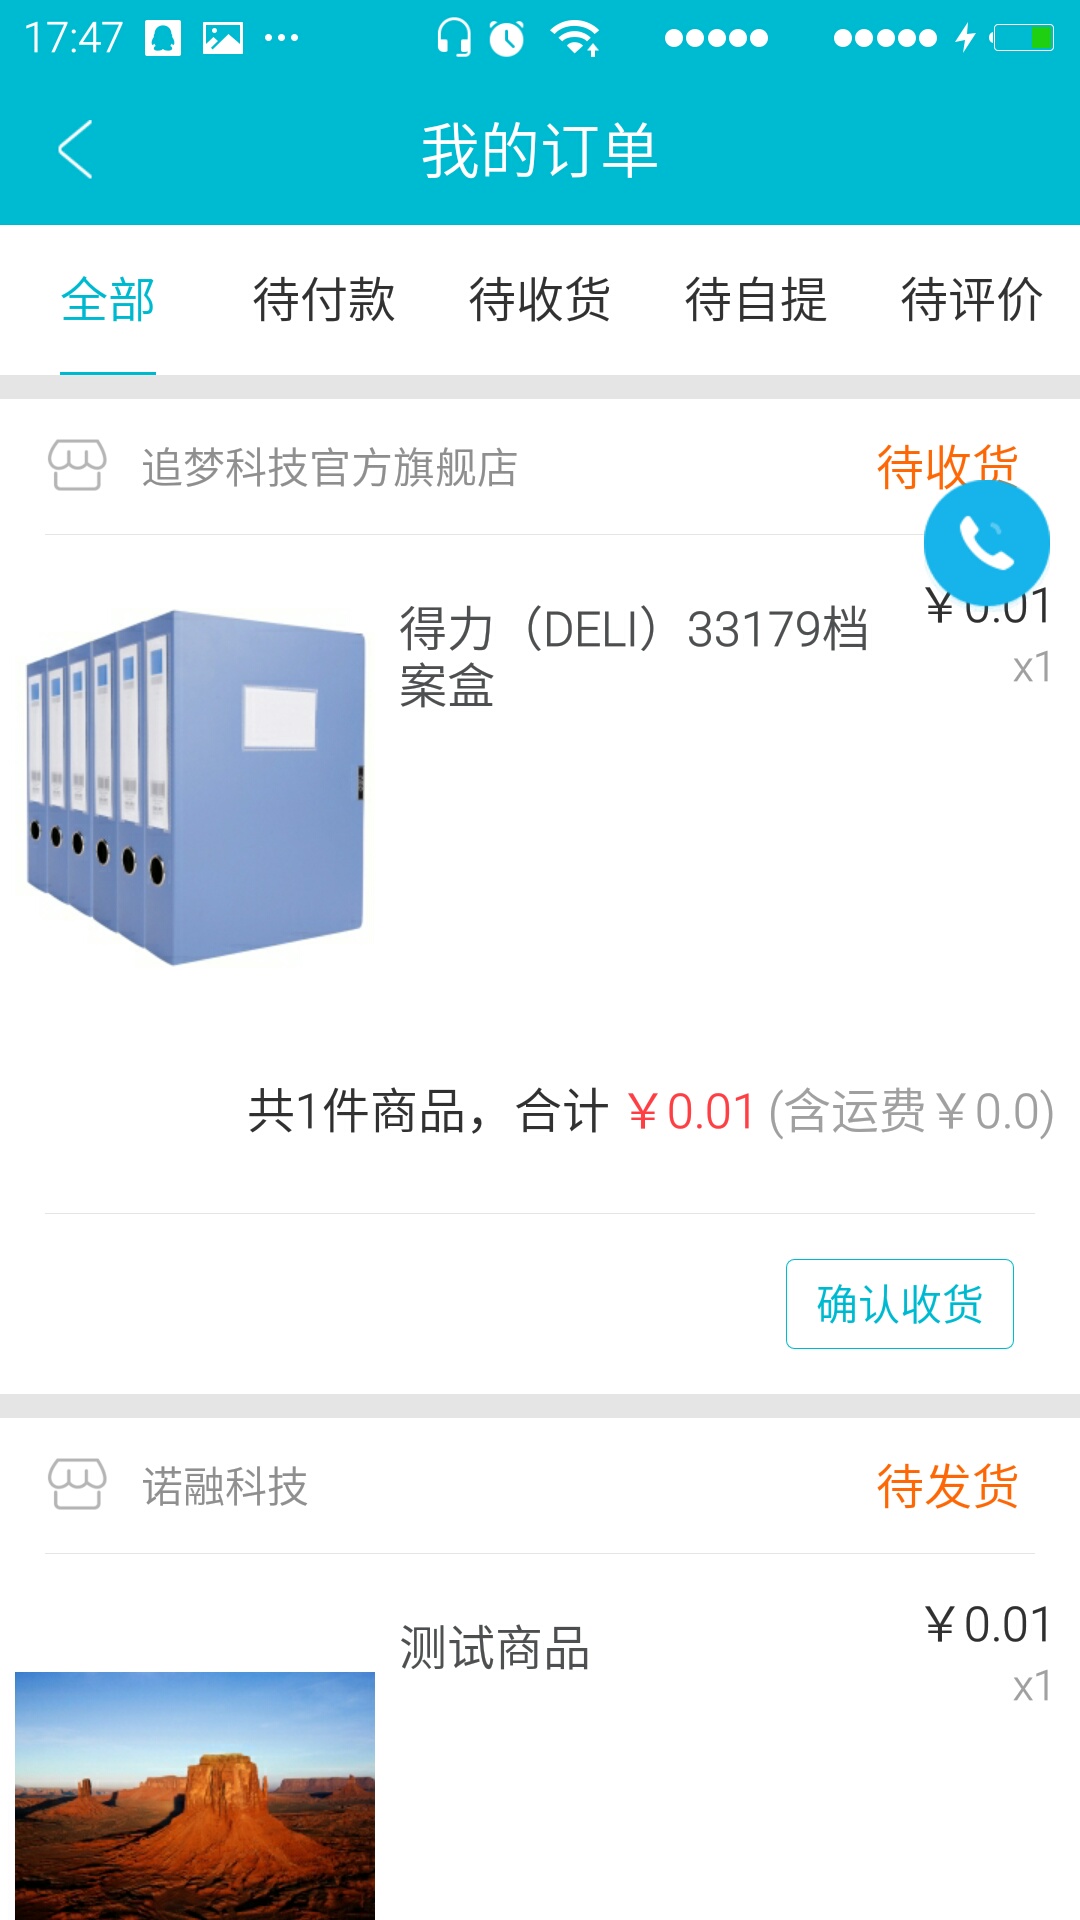 17:47
我的订单
全部 待付款 待收货 待自提 待评价
追梦科技官方旗舰店 待收货
得力（DELI）33179档 ￥0.01
案盒 x1
共1件商品，合计 ￥0.01 (含运费￥0.0)
确认收货
诺融科技 待发货
测试商品 ￥0.01
x1